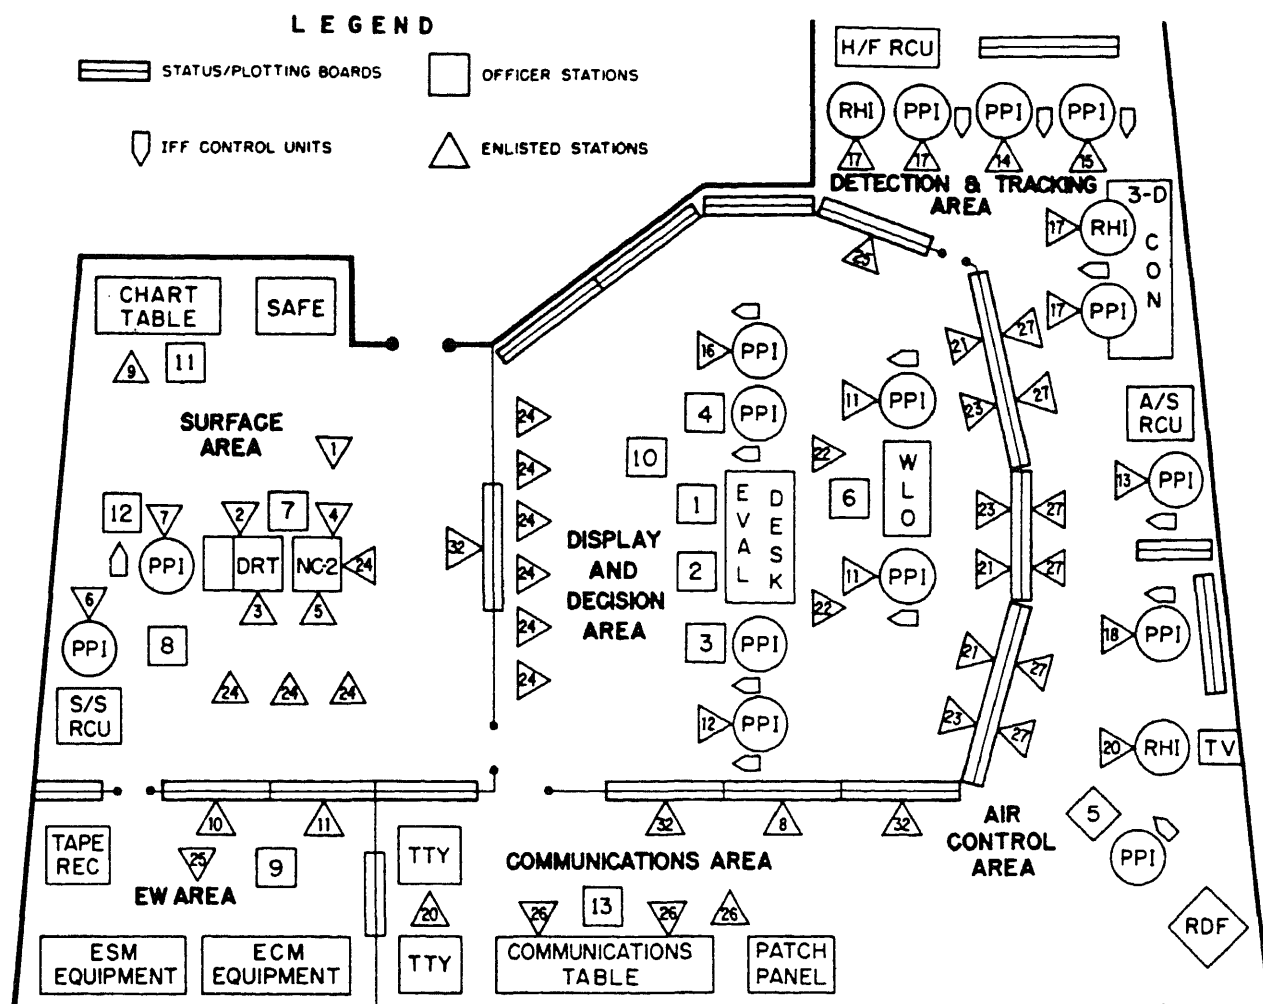 LEGEND
STATUS/PLOTTING BOARDS
OFFICER STATIONS
IFF CONTROL UNITS
ENLISTED STATIONS
H/F RCU
RHI
PPI
PPI
PPI
17
17
14
15
DETECTION & TRACKING
AREA
3-D
CON
17
RHI
17
PPI
25
CHART
TABLE
SAFE
9
11
SURFACE
AREA
1
12
7
2
7
4
PPI
DRT
NC-2
24
6
3
5
PPI
8
24
24
24
S/S
RCU
32
24
24
24
24
24
24
16
PPI
4
PPI
10
1
2
EVAL
DESK
DISPLAY
AND
DECISION
AREA
3
PPI
12
PPI
11
PPI
22
6
WLO
11
PPI
22
21
27
23
27
23
27
21
27
21
27
23
27
A/S
RCU
13
PPI
18
PPI
20
RHI
TV
5
PPI
RDF
AIR
CONTROL
AREA
10
11
32
8
32
TAPE
REC
25
9
EW AREA
ESM
EQUIPMENT
ECM
EQUIPMENT
TTY
20
TTY
COMMUNICATIONS AREA
26
13
26
26
COMMUNICATIONS
TABLE
PATCH
PANEL